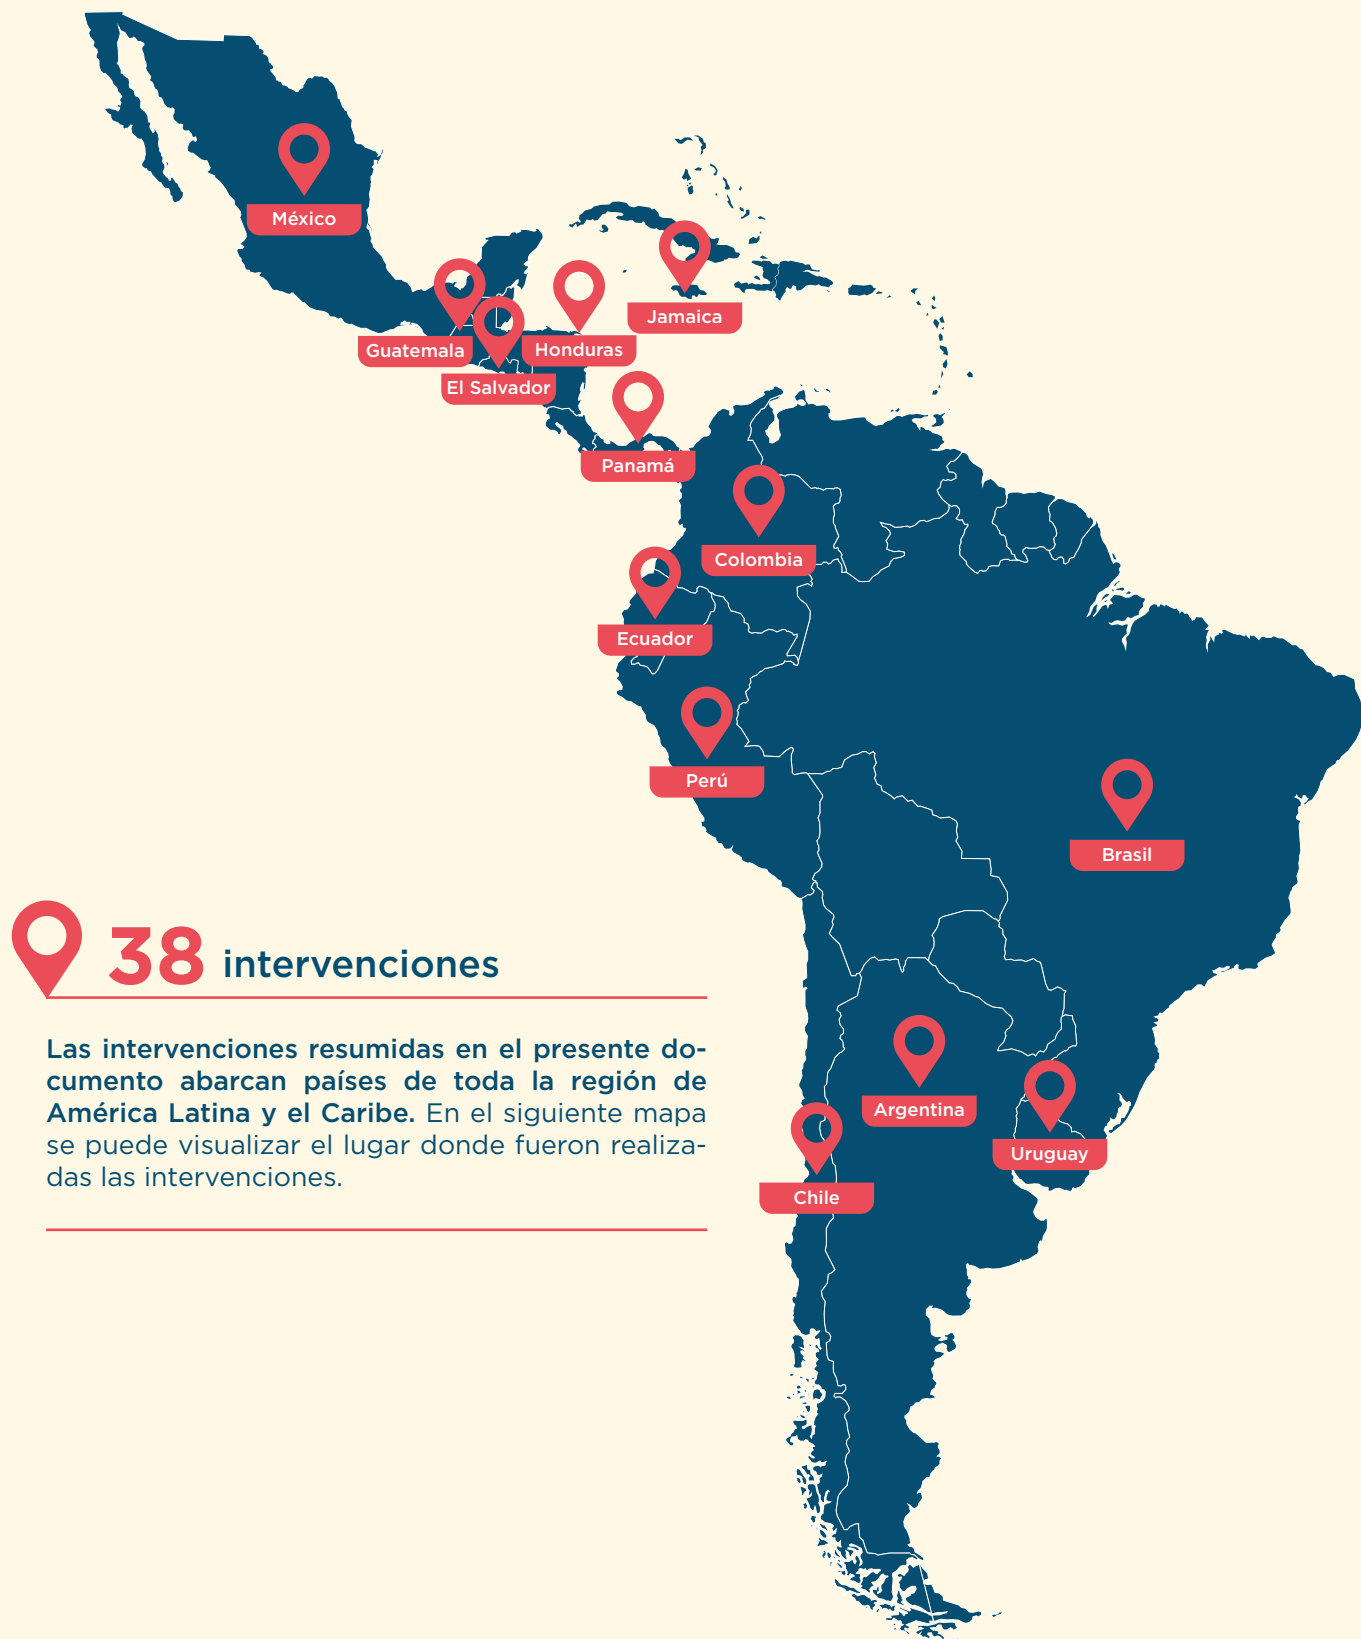 México
Jamaica
Guatemala
Honduras
El Salvador
Panamá
Colombia
Ecuador
Perú
Brasil
38 intervenciones
Las intervenciones resumidas en el presente do-
cumento abarcan países de toda la región de
América Latina y el Caribe. En el siguiente mapa
se puede visualizar el lugar donde fueron realiza-
das las intervenciones.
Argentina
Uruguay
Chile